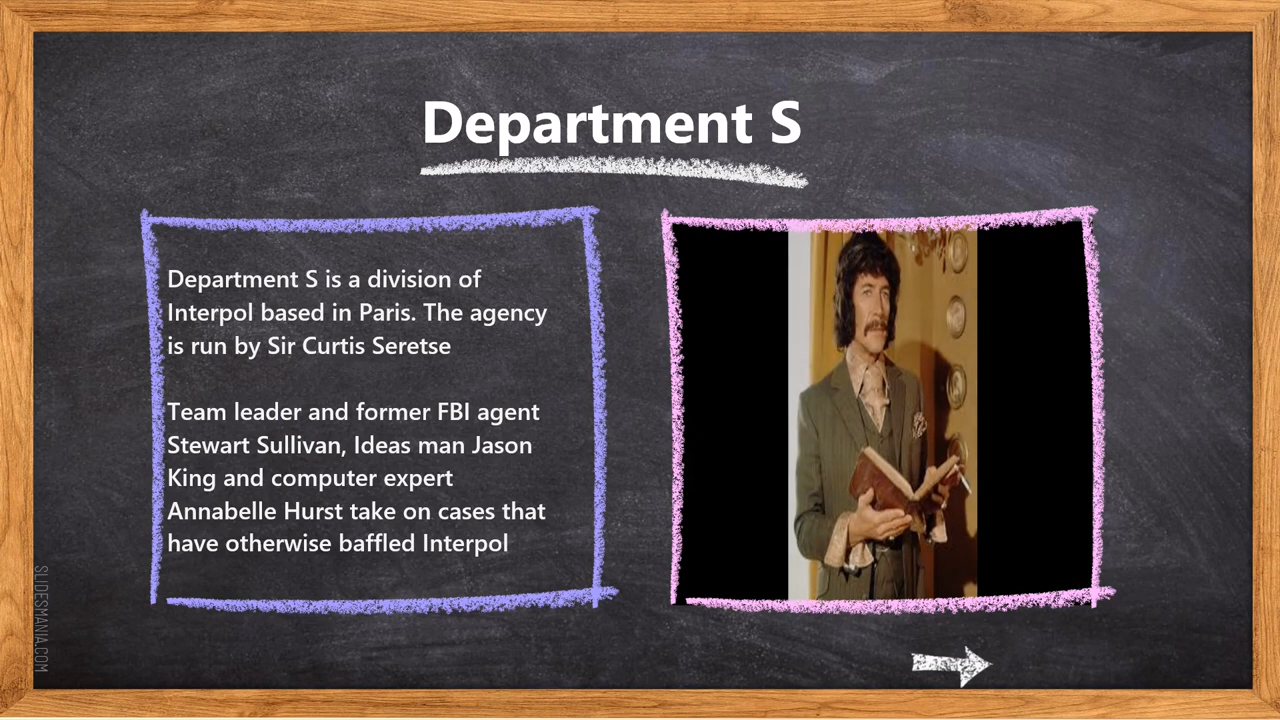 Department S
Department S is a division of
Interpol based in Paris. The agency
is run by Sir Curtis Seretse
Team leader and former FBI agent
Stewart Sullivan, Ideas man Jason
King and computer expert
Annabelle Hurst take on cases that
have otherwise baffled Interpol
SLIDESMANIA.COM